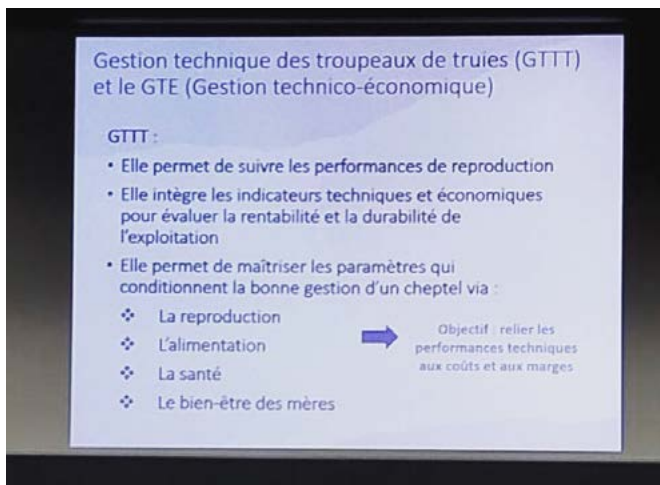 Gestion technique des troupeaux de truies (GTTT)
et le GTE (Gestion technico-économique)
GTTT :
• Elle permet de suivre les performances de reproduction
• Elle intègre les indicateurs techniques et économiques
pour évaluer la rentabilité et la durabilité de
l'exploitation
• Elle permet de maîtriser les paramètres qui
conditionnent la bonne gestion d'un cheptel via :
❖ La reproduction
❖ L'alimentation
❖ La santé
❖ Le bien-être des mères
Objectif : relier les
performances techniques
aux coûts et aux marges